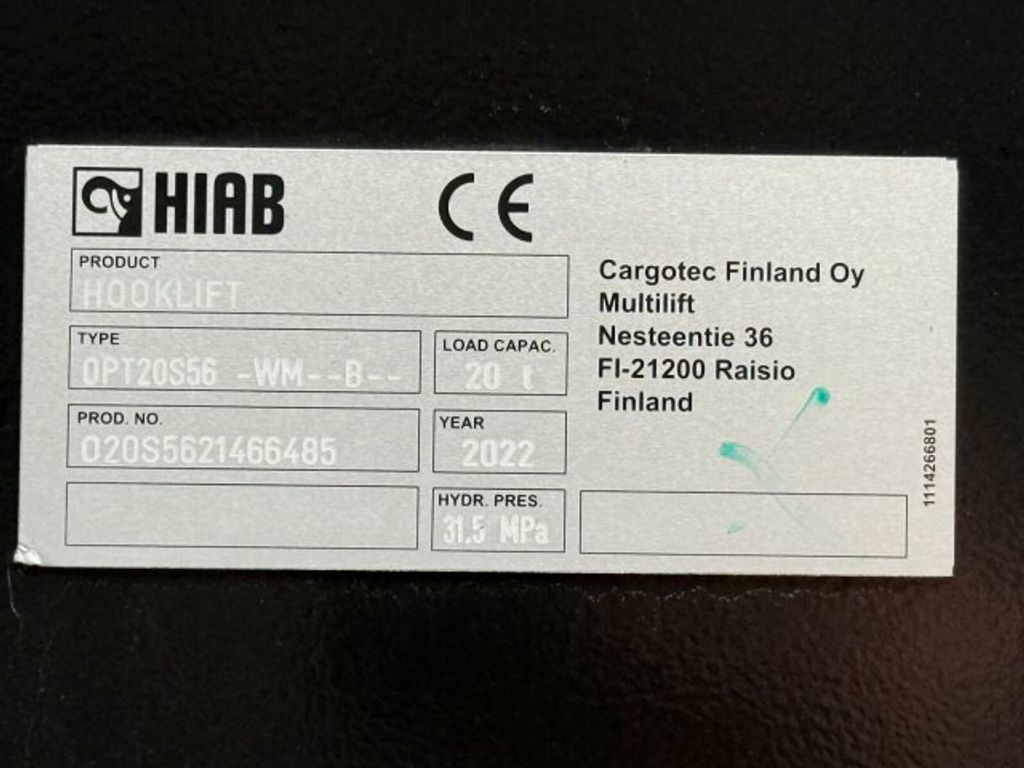 HIAB
CE
PRODUCT
HOOKLIFT
TYPE
OPT20S56 -WM--B--
LOAD CAPAC.
20 t
PROD. NO.
O20S5621466485
YEAR
2022
HYDR. PRES.
31.5 MPa
Cargotec Finland Oy
Multilift
Nesteentie 36
FI-21200 Raisio
Finland
1114266801